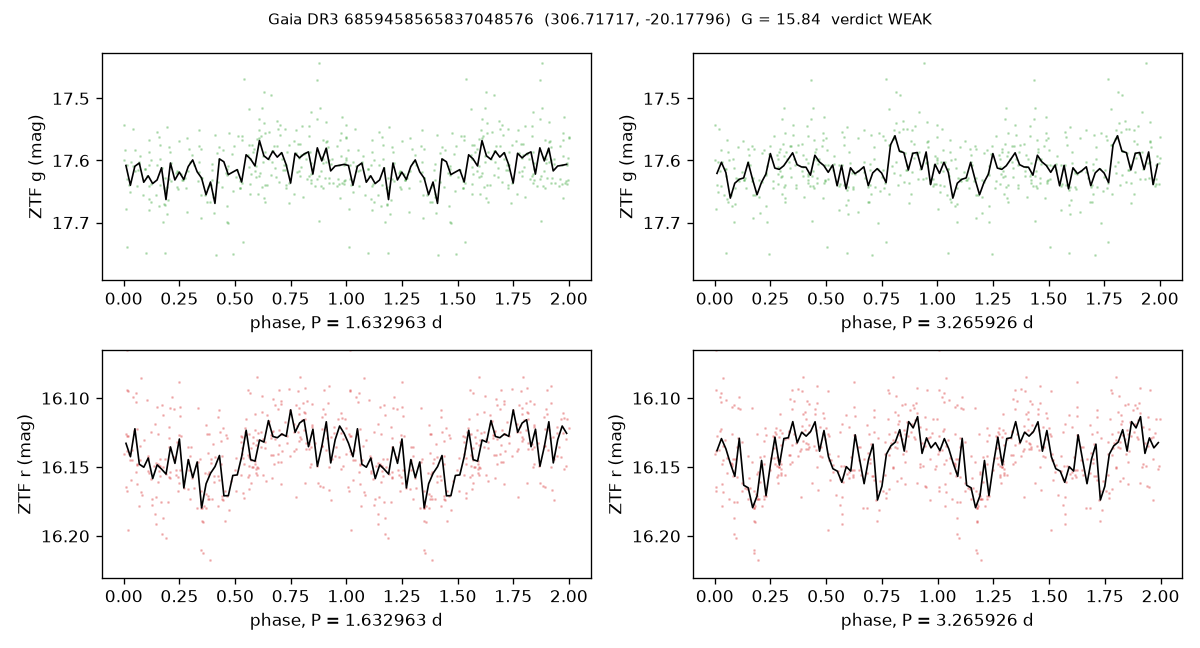 Gaia DR3 6859458565837048576  (306.71717, -20.17796)  G = 15.84  verdict WEAK
ZTF g (mag)
17.5
17.6
17.7
0.00 0.25 0.50 0.75 1.00 1.25 1.50 1.75 2.00
phase, P = 1.632963 d
ZTF g (mag)
17.5
17.6
17.7
0.00 0.25 0.50 0.75 1.00 1.25 1.50 1.75 2.00
phase, P = 3.265926 d
ZTF r (mag)
16.10
16.15
16.20
0.00 0.25 0.50 0.75 1.00 1.25 1.50 1.75 2.00
phase, P = 1.632963 d
ZTF r (mag)
16.10
16.15
16.20
0.00 0.25 0.50 0.75 1.00 1.25 1.50 1.75 2.00
phase, P = 3.265926 d